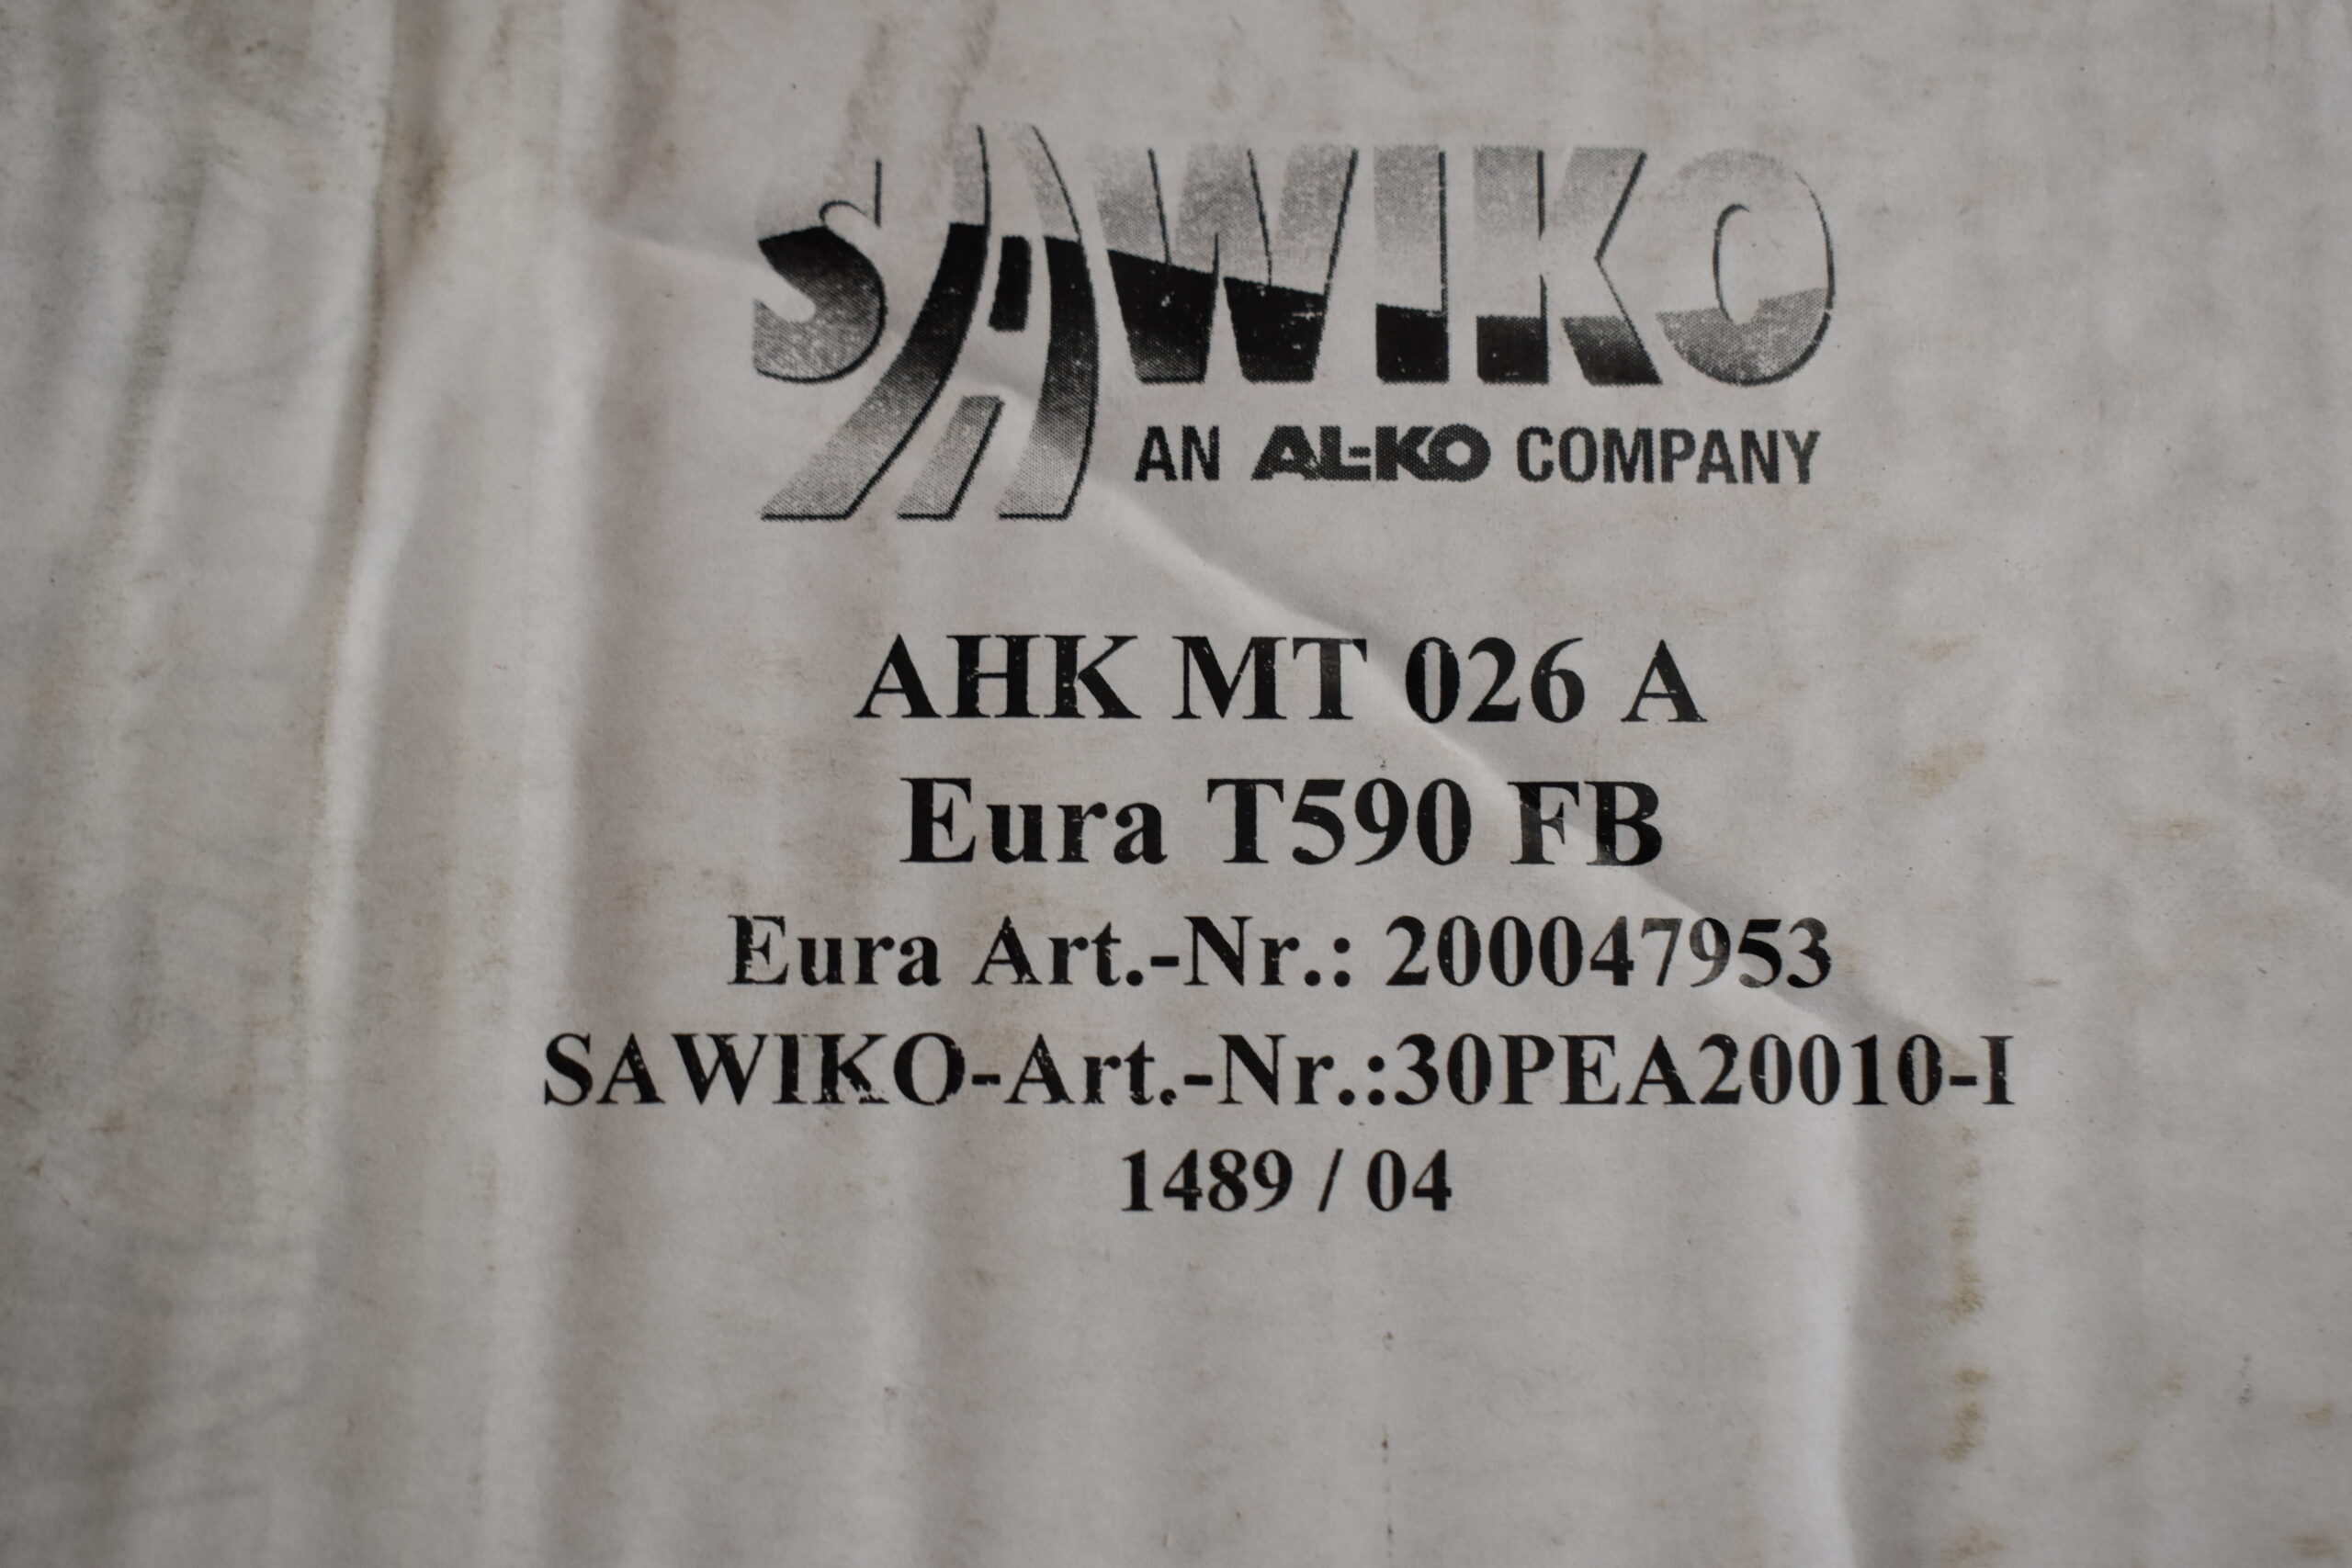 SAWIKO
AN AL-KO COMPANY
AHK MT 026 A
Eura T590 FB
Eura Art.-Nr.: 200047953
SAWIKO-Art.-Nr.:30PEA20010-I
1489 / 04